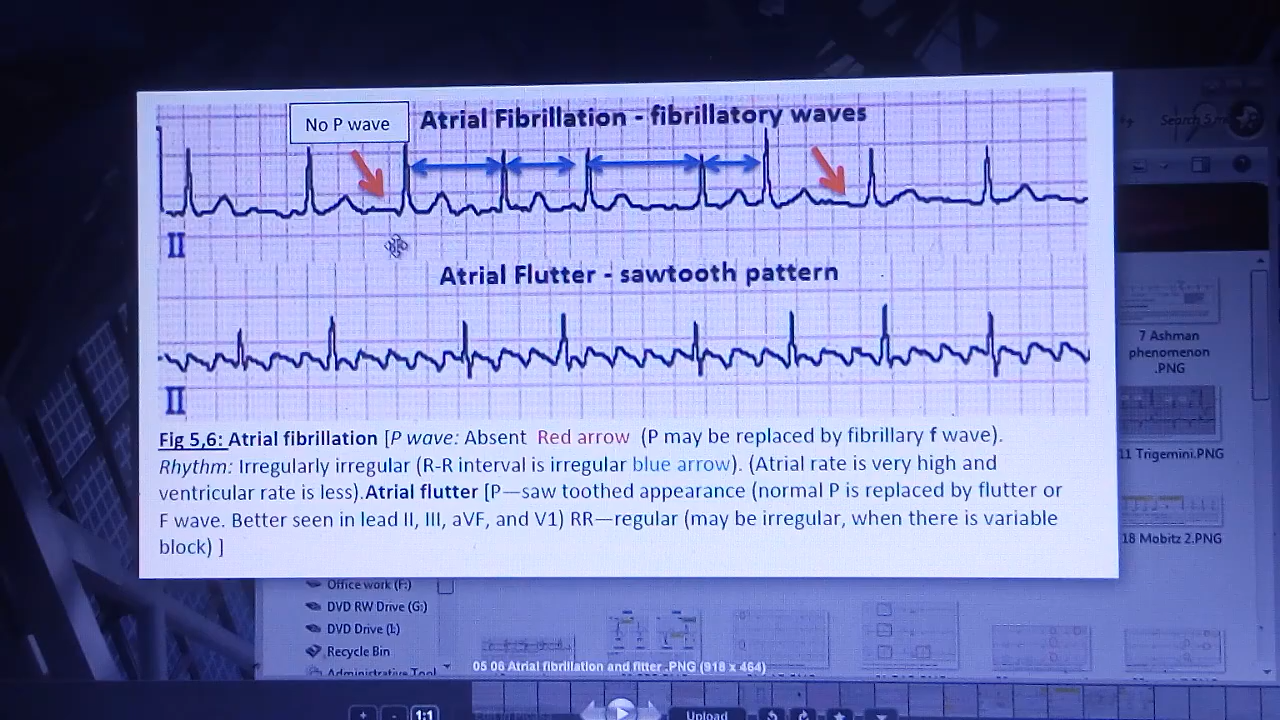 No P wave
Atrial Fibrillation - fibrillatory waves
II
Atrial Flutter - sawtooth pattern
II
Fig 5,6: Atrial fibrillation [P wave: Absent Red arrow (P may be replaced by fibrillary f wave).
Rhythm: Irregularly irregular (R-R interval is irregular blue arrow). (Atrial rate is very high and
ventricular rate is less).Atrial flutter [P—saw toothed appearance (normal P is replaced by flutter or
F wave. Better seen in lead II, III, aVF, and V1) RR—regular (may be irregular, when there is variable
block) ]
Search
7 Ashman
phenomenon
.PNG
11 Trigemini.PNG
18 Mobitz 2.PNG
Office work (F:)
DVD RW Drive (G:)
DVD Drive (I:)
Recycle Bin
Administrative Tool
05 06 Atrial fibrillation and fitter .PNG (918 x 464)
1:1
Upload